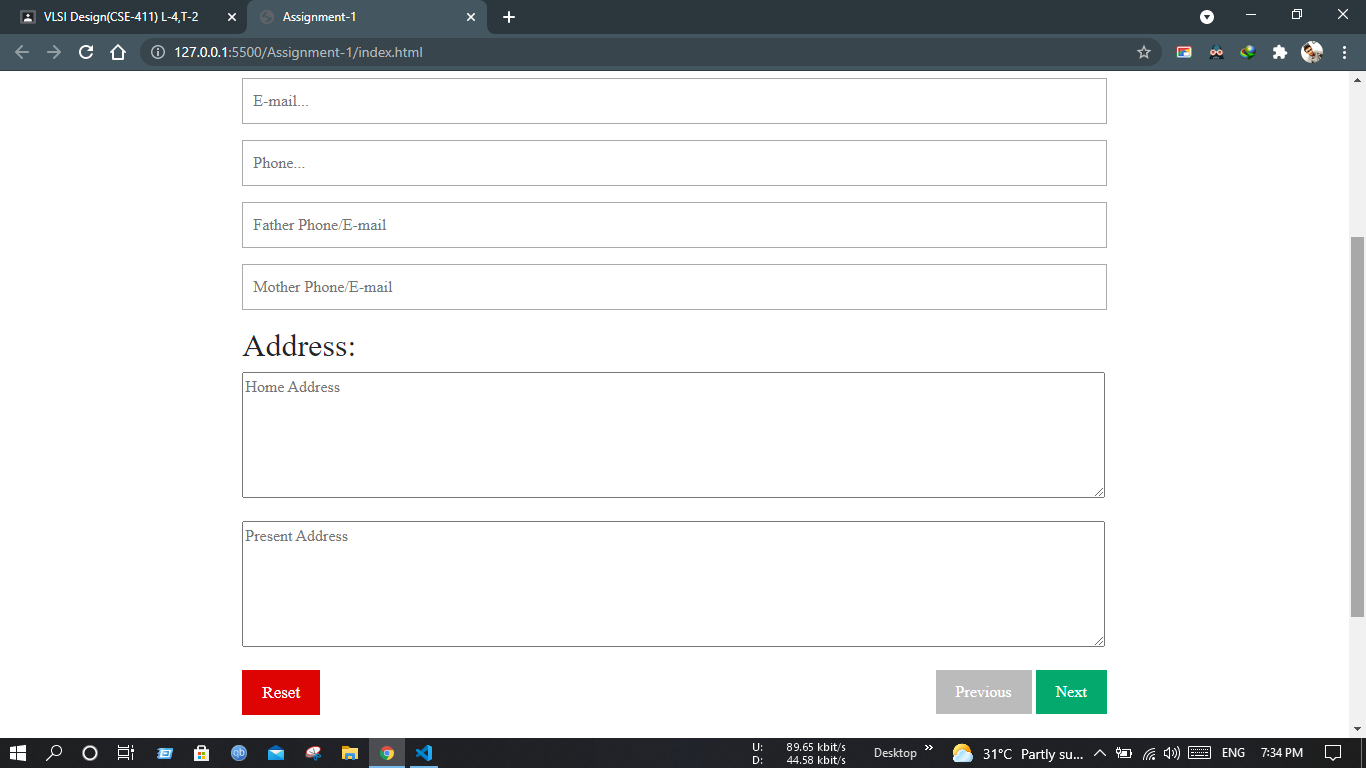 VLSI Design(CSE-411) L-4,T-2
Assignment-1
127.0.0.1:5500/Assignment-1/index.html
E-mail...
Phone...
Father Phone/E-mail
Mother Phone/E-mail
Address:
Home Address
Present Address
Reset
Previous
Next
qb
U: 89.65 kbit/s
D: 44.58 kbit/s
Desktop
31°C Partly su...
ENG
7:34 PM